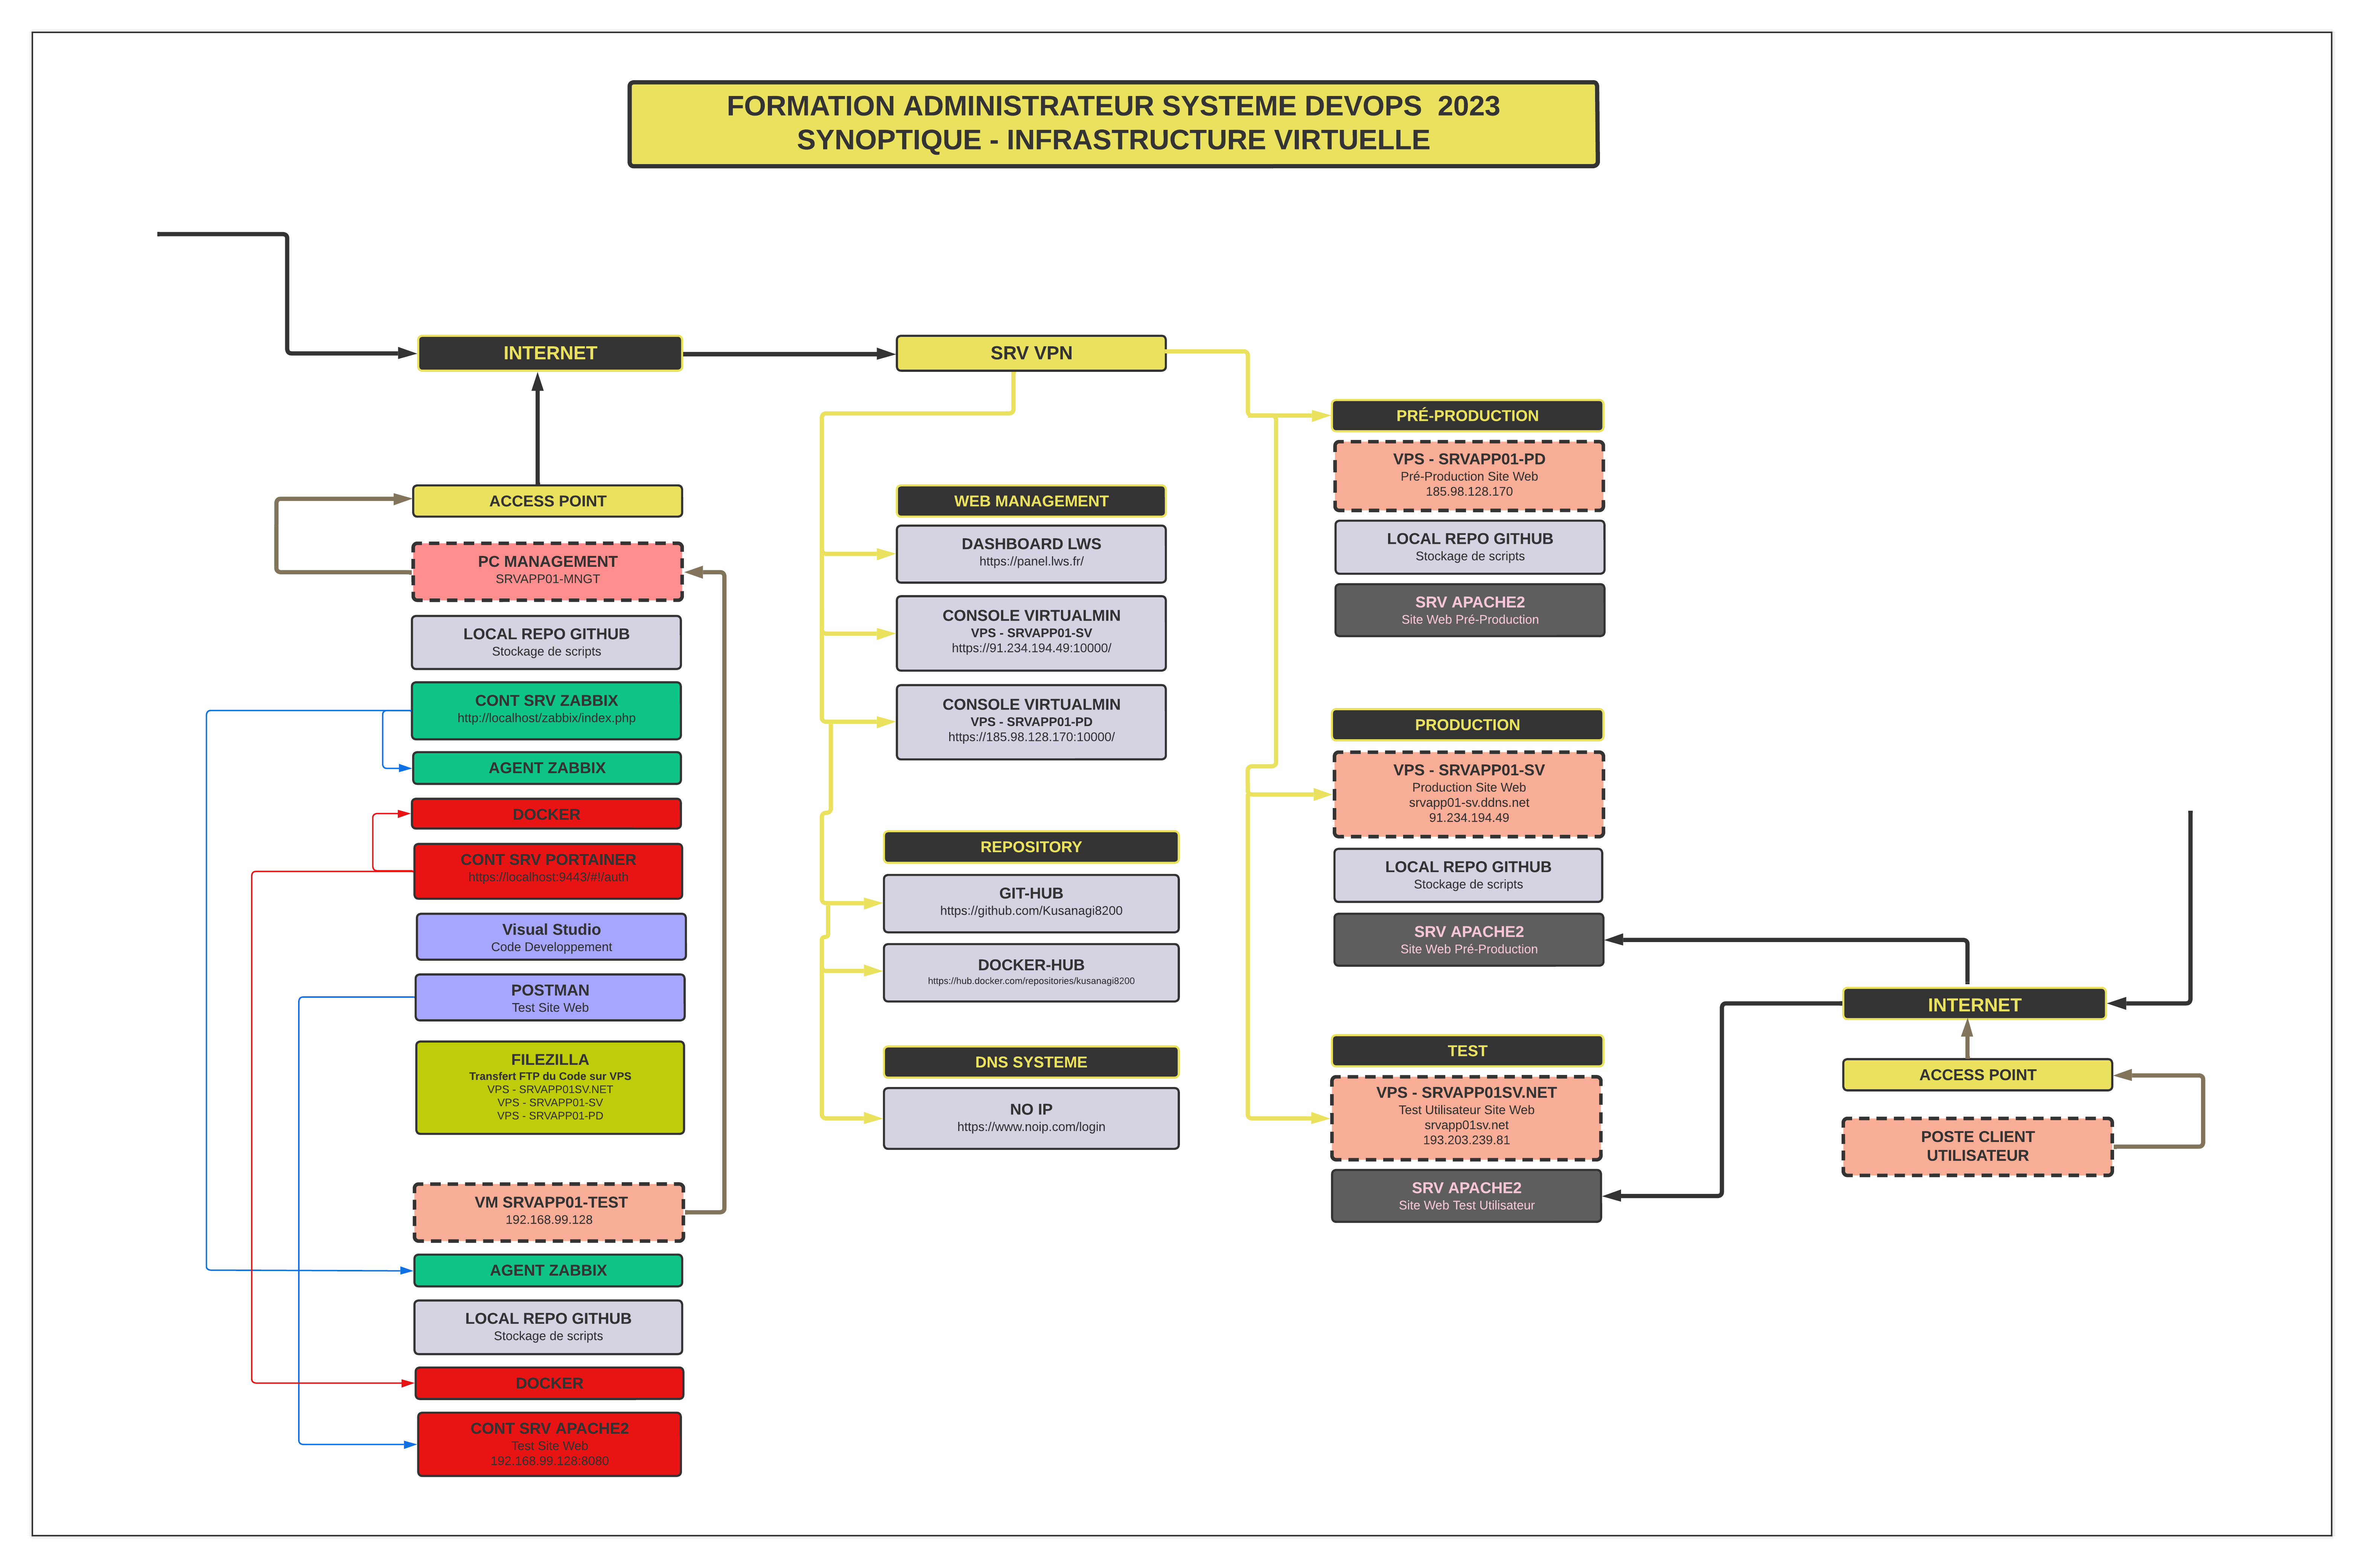 FORMATION ADMINISTRATEUR SYSTEME DEVOPS  2023
SYNOPTIQUE - INFRASTRUCTURE VIRTUELLE
INTERNET
ACCESS POINT
PC MANAGEMENT
SRVAPP01-MNGT
LOCAL REPO GITHUB
Stockage de scripts
CONT SRV ZABBIX
http://localhost/zabbix/index.php
AGENT ZABBIX
DOCKER
CONT SRV PORTAINER
https://localhost:9443/#!/auth
Visual Studio
Code Developpement
POSTMAN
Test Site Web
FILEZILLA
Transfert FTP du Code sur VPS
VPS - SRVAPP01SV.NET
VPS - SRVAPP01-SV
VPS - SRVAPP01-PD
VM SRVAPP01-TEST
192.168.99.128
AGENT ZABBIX
LOCAL REPO GITHUB
Stockage de scripts
DOCKER
CONT SRV APACHE2
Test Site Web
192.168.99.128:8080
SRV VPN
WEB MANAGEMENT
DASHBOARD LWS
https://panel.lws.fr/
CONSOLE VIRTUALMIN
VPS - SRVAPP01-SV
https://91.234.194.49:10000/
CONSOLE VIRTUALMIN
VPS - SRVAPP01-PD
https://185.98.128.170:10000/
REPOSITORY
GIT-HUB
https://github.com/Kusanagi8200
DOCKER-HUB
https://hub.docker.com/repositories/kusanagi8200
DNS SYSTEME
NO IP
https://www.noip.com/login
PRÉ-PRODUCTION
VPS - SRVAPP01-PD
Pré-Production Site Web
185.98.128.170
LOCAL REPO GITHUB
Stockage de scripts
SRV APACHE2
Site Web Pré-Production
PRODUCTION
VPS - SRVAPP01-SV
Production Site Web
srvapp01-sv.ddns.net
91.234.194.49
LOCAL REPO GITHUB
Stockage de scripts
SRV APACHE2
Site Web Pré-Production
TEST
VPS - SRVAPP01SV.NET
Test Utilisateur Site Web
srvapp01sv.net
193.203.239.81
SRV APACHE2
Site Web Test Utilisateur
INTERNET
ACCESS POINT
POSTE CLIENT
UTILISATEUR